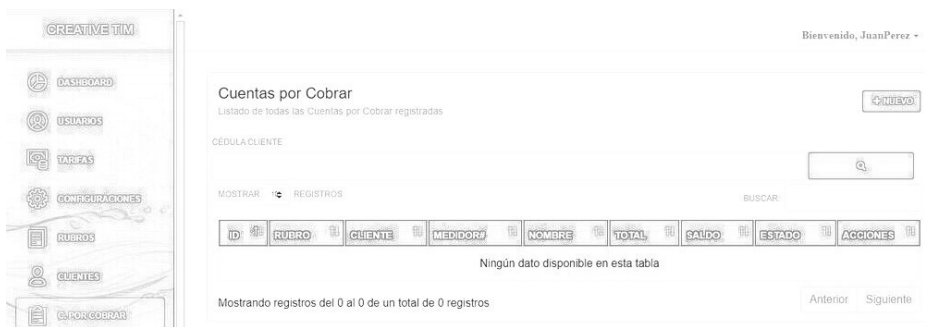 CREATIVE TIM
Bienvenido, JuanPerez
DASHBOARD
USUARIOS
TARIFAS
CONFIGURACIONES
RUBROS
CLIENTES
C. POR COBRAR
Cuentas por Cobrar
Listado de todas las Cuentas por Cobrar registradas
+ NUEVO
CÉDULA CLIENTE
MOSTRAR REGISTROS
BUSCAR:
ID RUBRO CLIENTE MEDIDOR# NOMBRE TOTAL SALDO ESTADO ACCIONES
Ningún dato disponible en esta tabla
Mostrando registros del 0 al 0 de un total de 0 registros
Anterior Siguiente